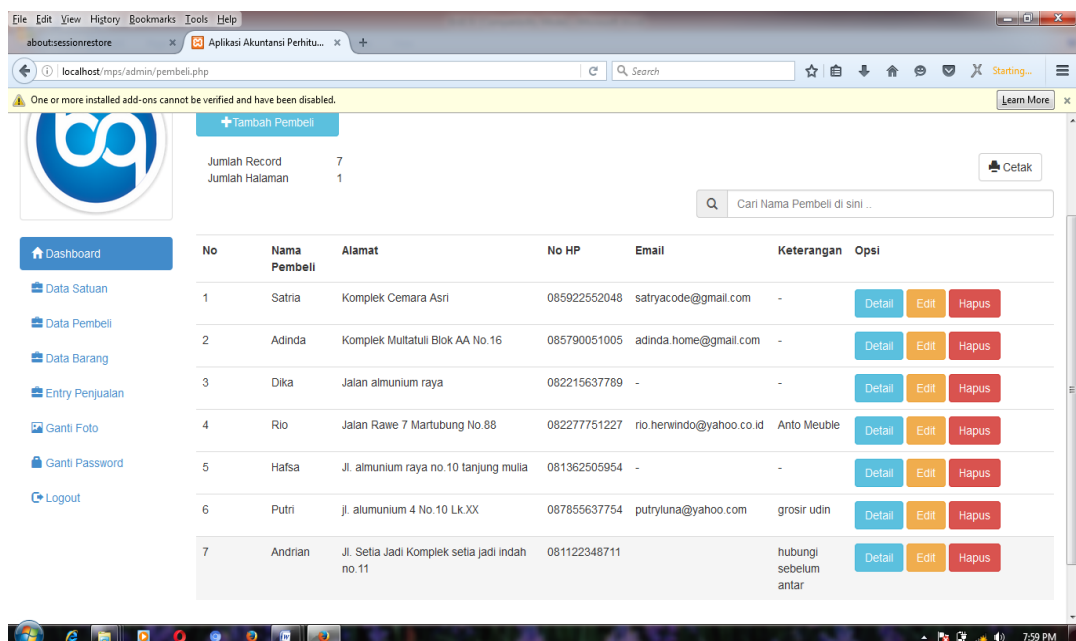 File Edit View History Bookmarks Tools Help
about:sessionrestore
Aplikasi Akuntansi Perhitu...
localhost/mps/admin/pembeli.php
Search
Starting...
One or more installed add-ons cannot be verified and have been disabled.
Learn More
Tambah Pembeli
Jumlah Record 7
Jumlah Halaman 1
Cetak
Cari Nama Pembeli di sini ..
Dashboard
Data Satuan
Data Pembeli
Data Barang
Entry Penjualan
Ganti Foto
Ganti Password
Logout
No Nama Pembeli Alamat No HP Email Keterangan Opsi
1 Satria Komplek Cemara Asri 085922552048 satryacode@gmail.com - Detail Edit Hapus
2 Adinda Komplek Multatuli Blok AA No.16 085790051005 adinda.home@gmail.com - Detail Edit Hapus
3 Dika Jalan almunium raya 082215637789 - - Detail Edit Hapus
4 Rio Jalan Rawe 7 Martubung No.88 082277751227 rio.herwindo@yahoo.co.id Anto Meuble Detail Edit Hapus
5 Hafsa Jl. almunium raya no.10 tanjung mulia 081362505954 - - Detail Edit Hapus
6 Putri jl. alumunium 4 No.10 Lk.XX 087855637754 putryluna@yahoo.com grosir udin Detail Edit Hapus
7 Andrian Jl. Setia Jadi Komplek setia jadi indah no.11 081122348711 hubungi sebelum antar Detail Edit Hapus
7:59 PM